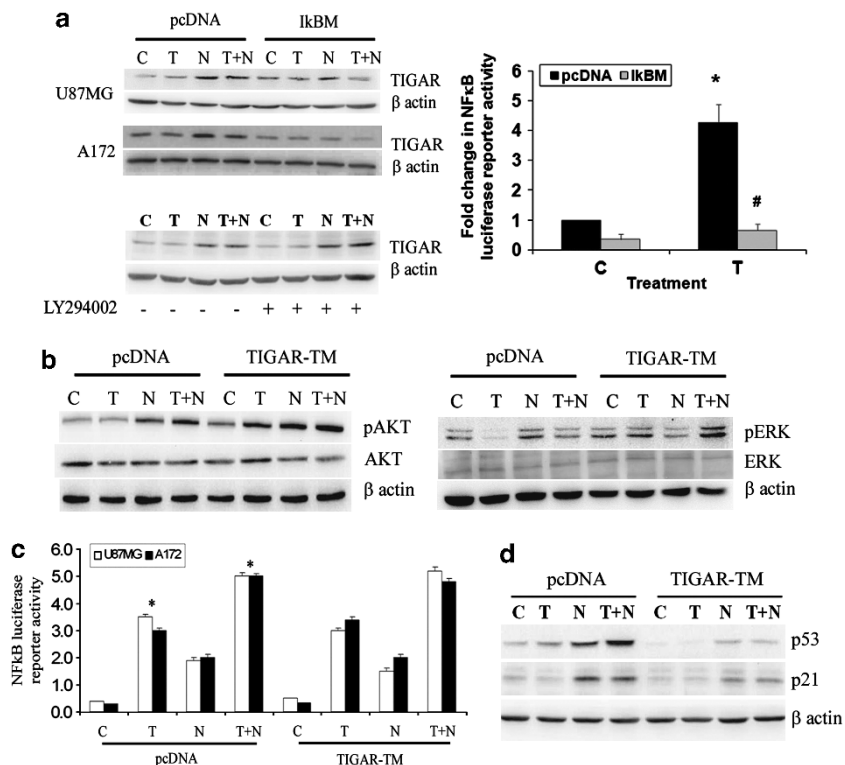 a
pcDNA IkBM
C T N T+N C T N T+N
U87MG TIGAR
β actin
A172 TIGAR
β actin
C T N T+N C T N T+N
TIGAR
β actin
LY294002 - - - - + + + +
Fold change in NFκB
luciferase reporter activity
6
5
4
3
2
1
0
pcDNA IkBM
*
#
C T
Treatment
b
pcDNA TIGAR-TM
C T N T+N C T N T+N
pAKT
AKT
β actin
pcDNA TIGAR-TM
C T N T+N C T N T+N
pERK
ERK
β actin
c
NFkB luciferase
reporter activity
6.0
5.0
4.0
3.0
2.0
1.0
0.0
U87MG A172
* *
C T N T+N C T N T+N
pcDNA TIGAR-TM
d
pcDNA TIGAR-TM
C T N T+N C T N T+N
p53
p21
β actin